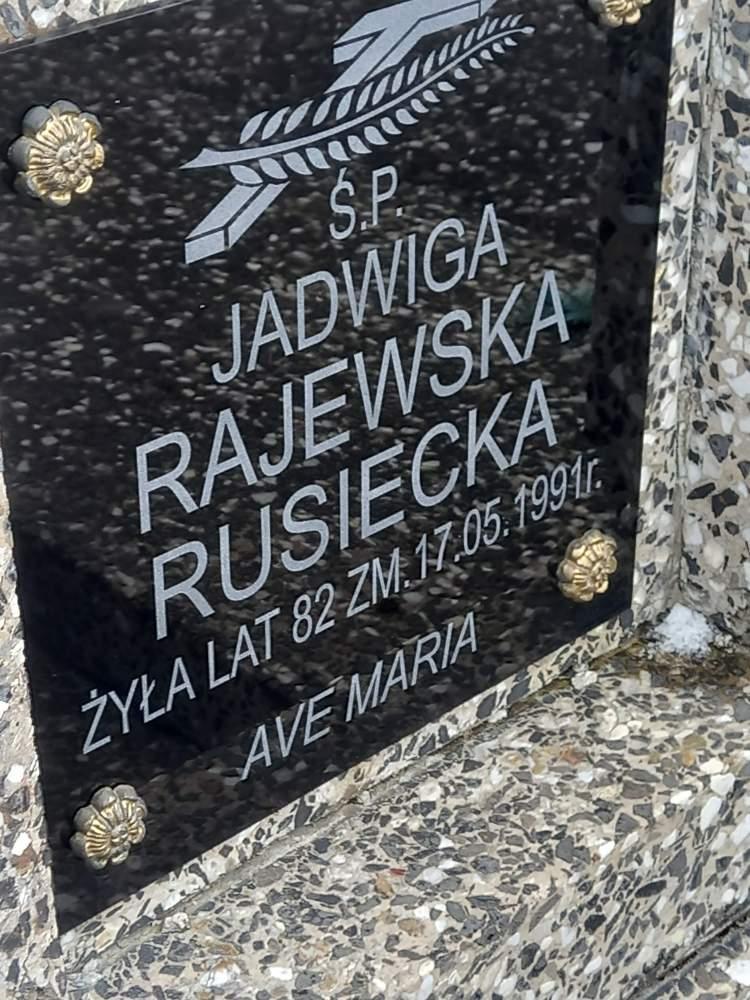 Ś.P.
JADWIGA
RAJEWSKA
RUSIECKA
ŻYŁA LAT 82 ZM.17.05.1991r.
AVE MARIA